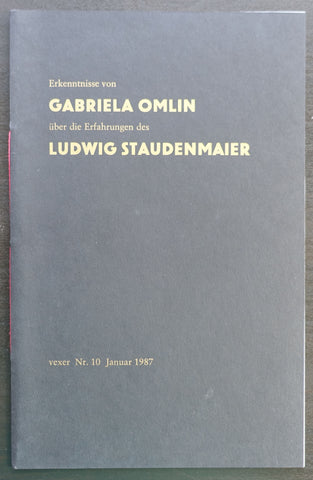 Erkenntnisse von
GABRIELA OMLIN
über die Erfahrungen des
LUDWIG STAUDENMAIER
vexer Nr. 10 Januar 1987